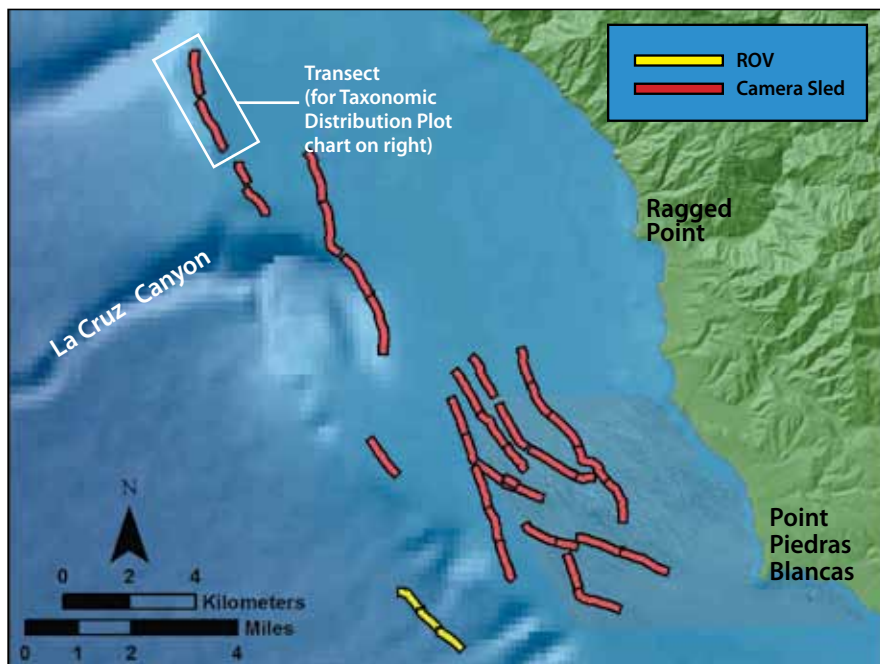 Transect
(for Taxonomic
Distribution Plot
chart on right)
ROV
Camera Sled
Ragged
Point
La Cruz Canyon
Point
Piedras
Blancas
N
0 2 4
Kilometers
Miles
0 1 2 4